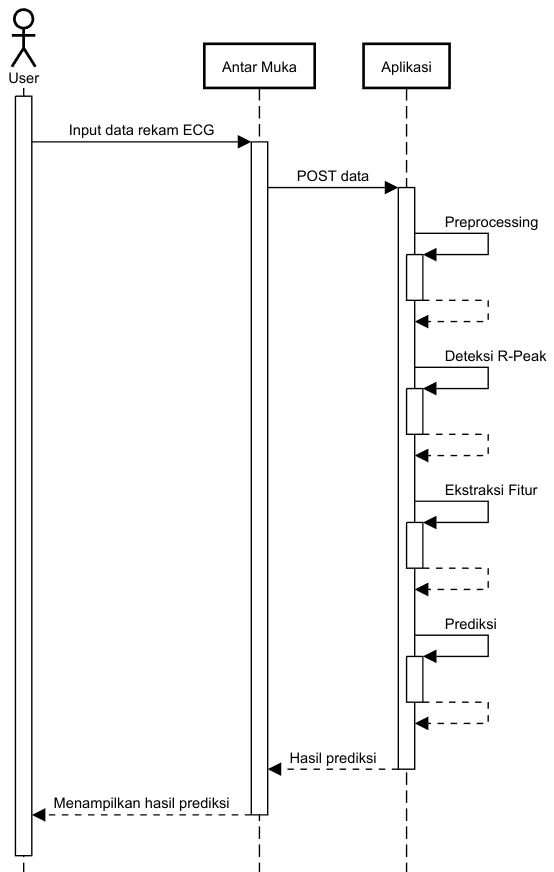 User
Antar Muka
Aplikasi
Input data rekam ECG
POST data
Preprocessing
Deteksi R-Peak
Ekstraksi Fitur
Prediksi
Hasil prediksi
Menampilkan hasil prediksi